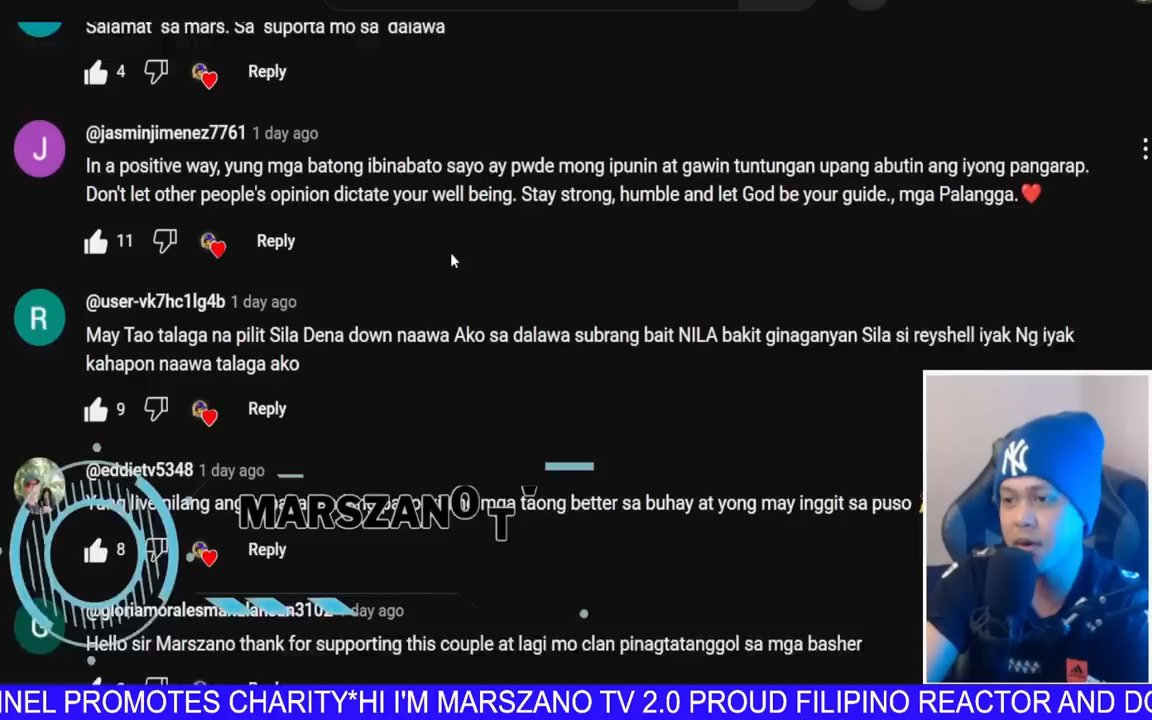 Salamat sa mars. Sa suporta mo sa dalawa
4 Reply
J
@jasminjimenez7761 1 day ago
In a positive way, yung mga batong ibinabato sayo ay pwde mong ipunin at gawin tuntungan upang abutin ang iyong pangarap.
Don't let other people's opinion dictate your well being. Stay strong, humble and let God be your guide., mga Palangga.❤️
11 Reply
R
@user-vk7hc1lg4b 1 day ago
May Tao talaga na pilit Sila Dena down naawa Ako sa dalawa subrang bait NILA bakit ginaganyan Sila si reyshell iyak Ng iyak
kahapon naawa talaga ako
9 Reply
@eddietv5348 1 day ago
mga taong better sa buhay at yong may inggit sa puso
MARSZANO T
8 Reply
G
day ago
Hello sir Marszano thank for supporting this couple at lagi mo clan pinagtatanggol sa mga basher
NY
NNEL PROMOTES CHARITY*HI I'M MARSZANO TV 2.0 PROUD FILIPINO REACTOR AND DO